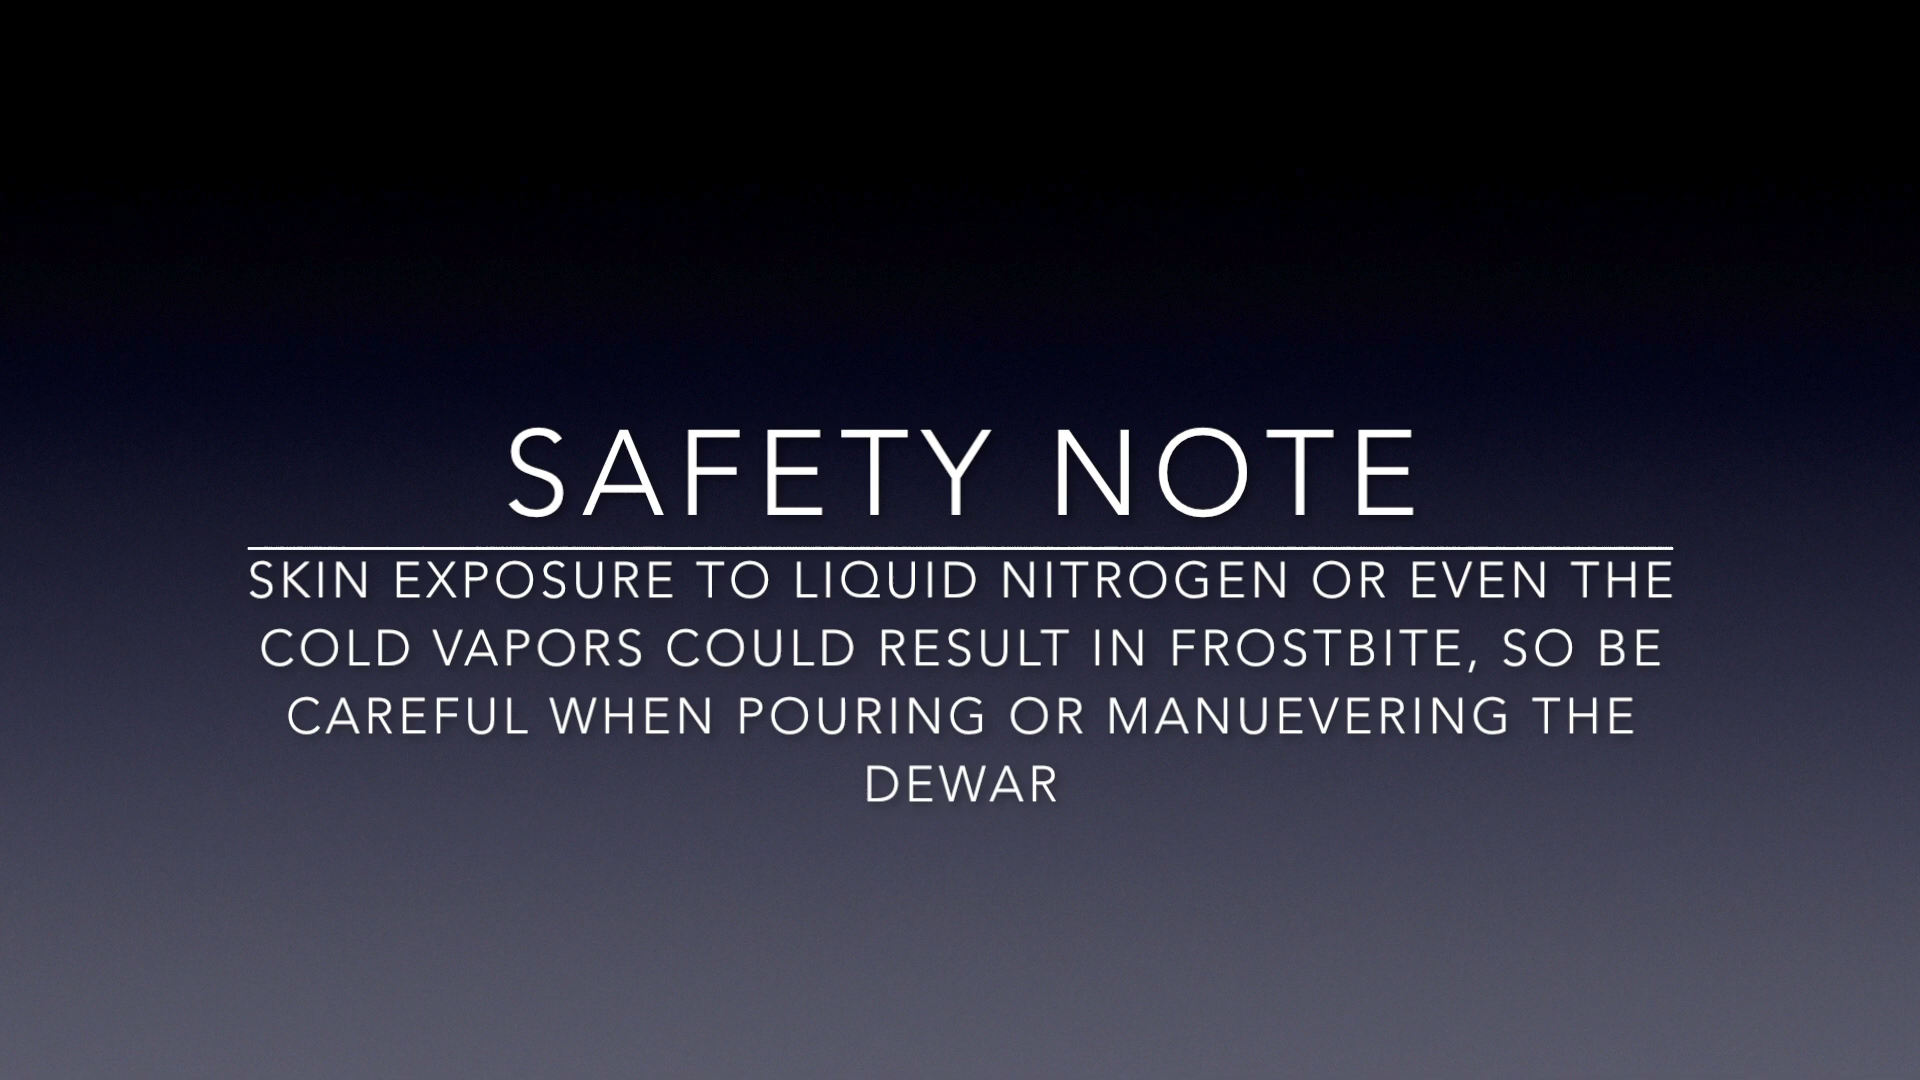 SAFETY NOTE
SKIN EXPOSURE TO LIQUID NITROGEN OR EVEN THE
COLD VAPORS COULD RESULT IN FROSTBITE, SO BE
CAREFUL WHEN POURING OR MANUEVERING THE
DEWAR